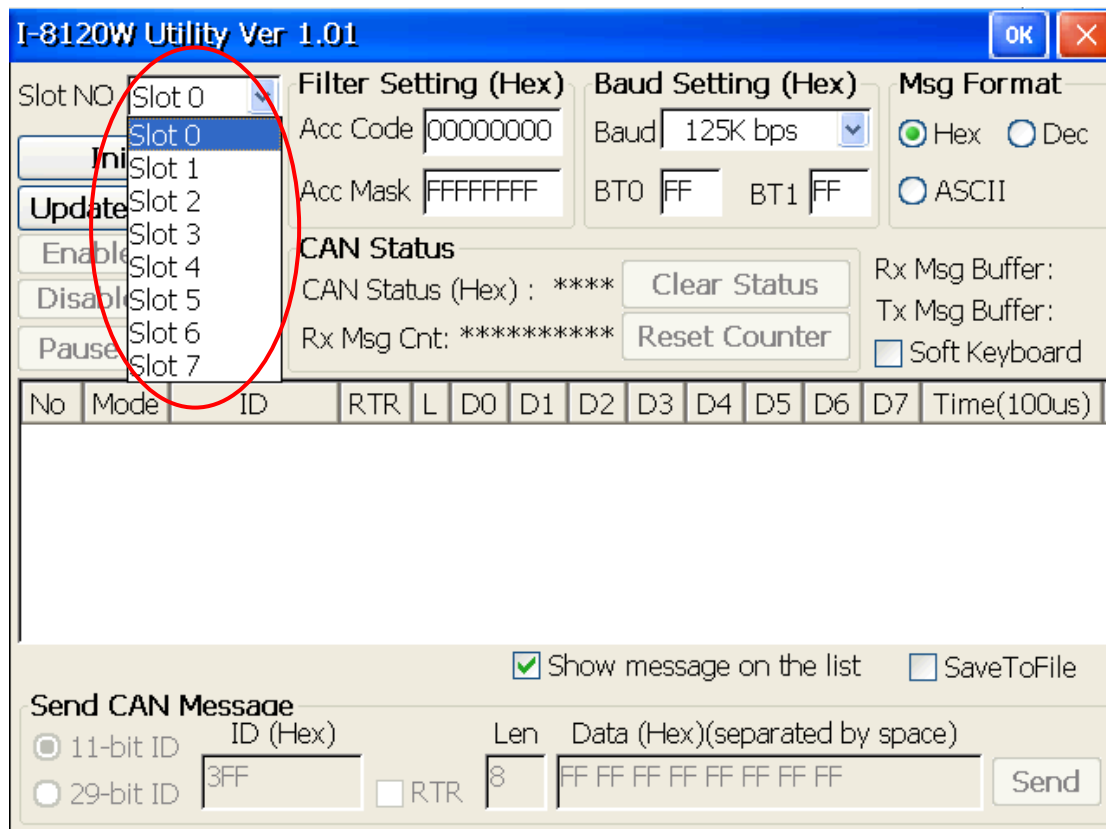 I-8120W Utility Ver 1.01 OK
Slot NO Slot 0
Slot 0
Slot 1
Slot 2
Slot 3
Slot 4
Slot 5
Slot 6
Slot 7
Ini
Update
Enable
Disable
Pause
Filter Setting (Hex)
Acc Code 00000000
Acc Mask FFFFFFFF
Baud Setting (Hex)
Baud 125K bps
BT0 FF BT1 FF
Msg Format
Hex Dec
ASCII
CAN Status
CAN Status (Hex) : **** Clear Status
Rx Msg Cnt: ********** Reset Counter
Rx Msg Buffer:
Tx Msg Buffer:
Soft Keyboard
No Mode ID RTR L D0 D1 D2 D3 D4 D5 D6 D7 Time(100us)
Show message on the list SaveToFile
Send CAN Message
11-bit ID
29-bit ID
ID (Hex)
3FF
RTR
Len
8
Data (Hex)(separated by space)
FF FF FF FF FF FF FF FF
Send